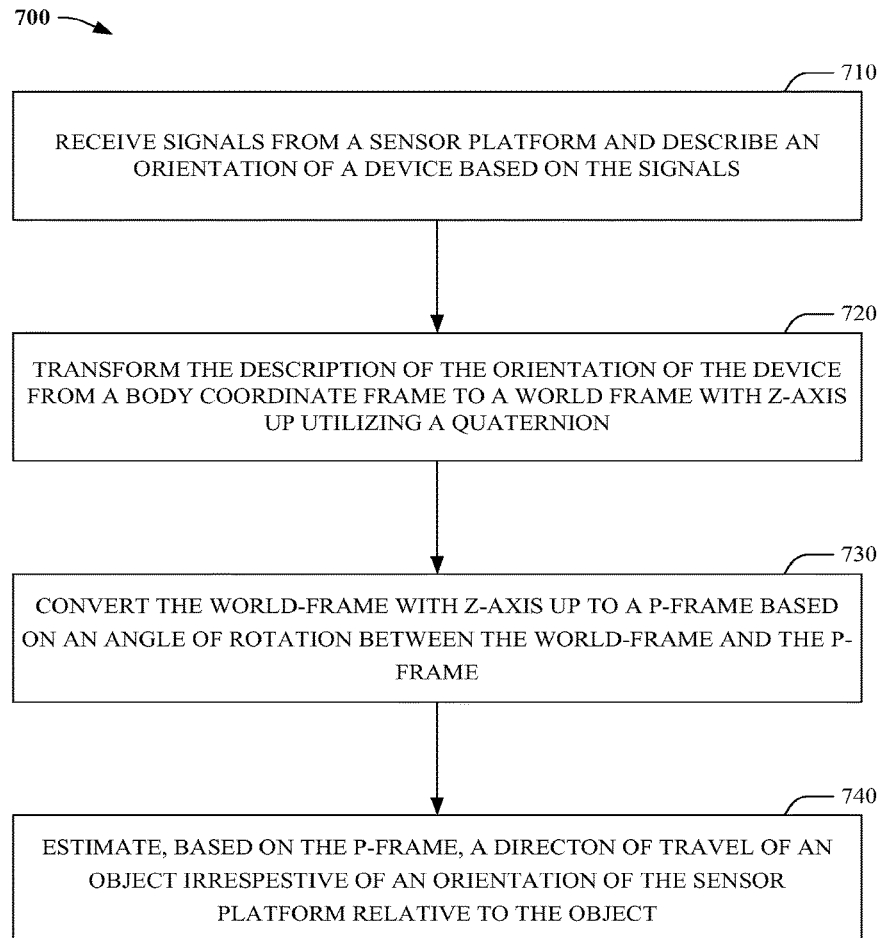 700
710
RECEIVE SIGNALS FROM A SENSOR PLATFORM AND DESCRIBE AN
ORIENTATION OF A DEVICE BASED ON THE SIGNALS
720
TRANSFORM THE DESCRIPTION OF THE ORIENTATION OF THE DEVICE
FROM A BODY COORDINATE FRAME TO A WORLD FRAME WITH Z-AXIS
UP UTILIZING A QUATERNION
730
CONVERT THE WORLD-FRAME WITH Z-AXIS UP TO A P-FRAME BASED
ON AN ANGLE OF ROTATION BETWEEN THE WORLD-FRAME AND THE P-
FRAME
740
ESTIMATE, BASED ON THE P-FRAME, A DIRECTON OF TRAVEL OF AN
OBJECT IRRESPESTIVE OF AN ORIENTATION OF THE SENSOR
PLATFORM RELATIVE TO THE OBJECT